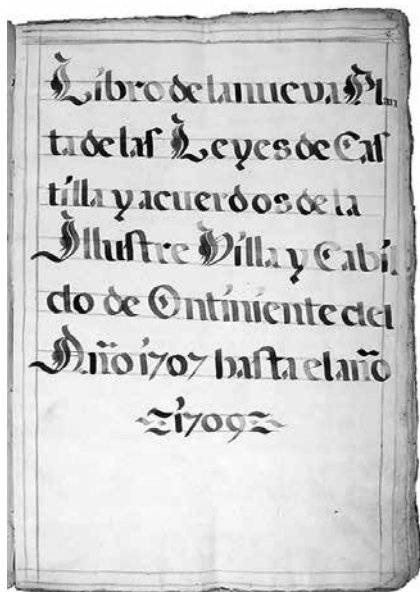 Libro de la nueva Plan
ta de las Leyes de Cas
tilla y acuerdos de la
Illustre Villa y Cabil
do de Ontiniente del
Año 1707 hasta el año
1709